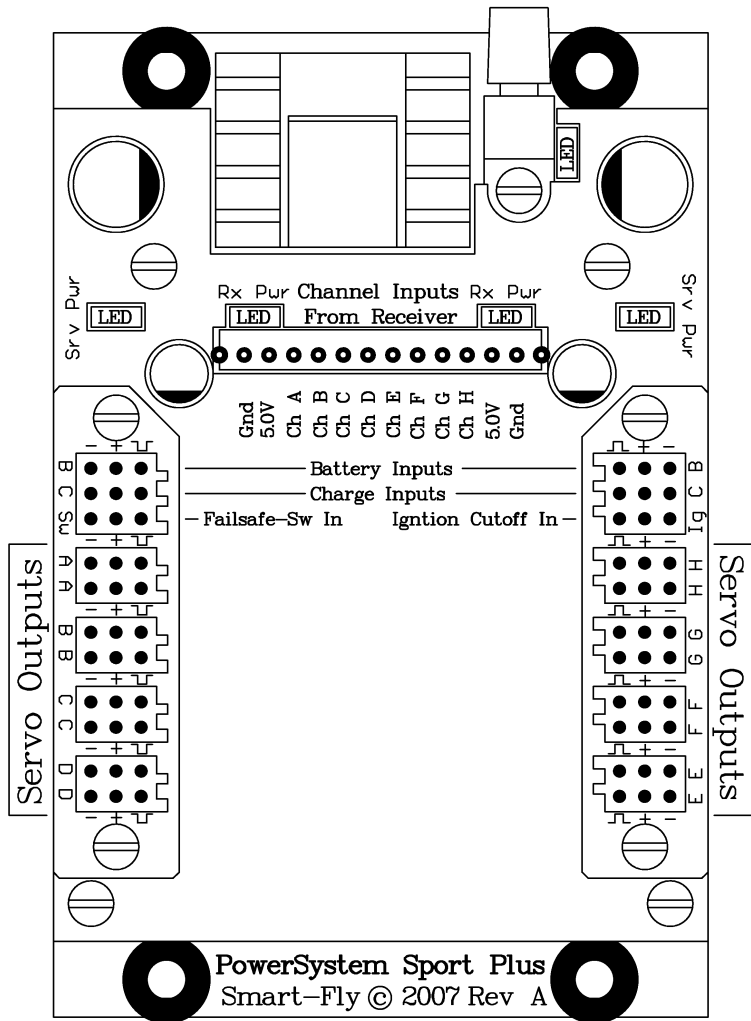 LED
Srv Pwr
LED
Rx Pwr Channel Inputs Rx Pwr
LED From Receiver LED
Srv Pwr
LED
Gnd
5.0V
Ch A
Ch B
Ch C
Ch D
Ch E
Ch F
Ch G
Ch H
5.0V
Gnd
- +
+ -
B Battery Inputs B
C Charge Inputs C
Sw Failsafe-Sw In Igntion Cutoff In Ig
- +
+ -
A H
A H
- +
+ -
B G
B G
- +
+ -
C F
C F
- +
+ -
D E
D E
- +
+ -
Servo Outputs
Servo Outputs
PowerSystem Sport Plus
Smart-Fly © 2007 Rev A